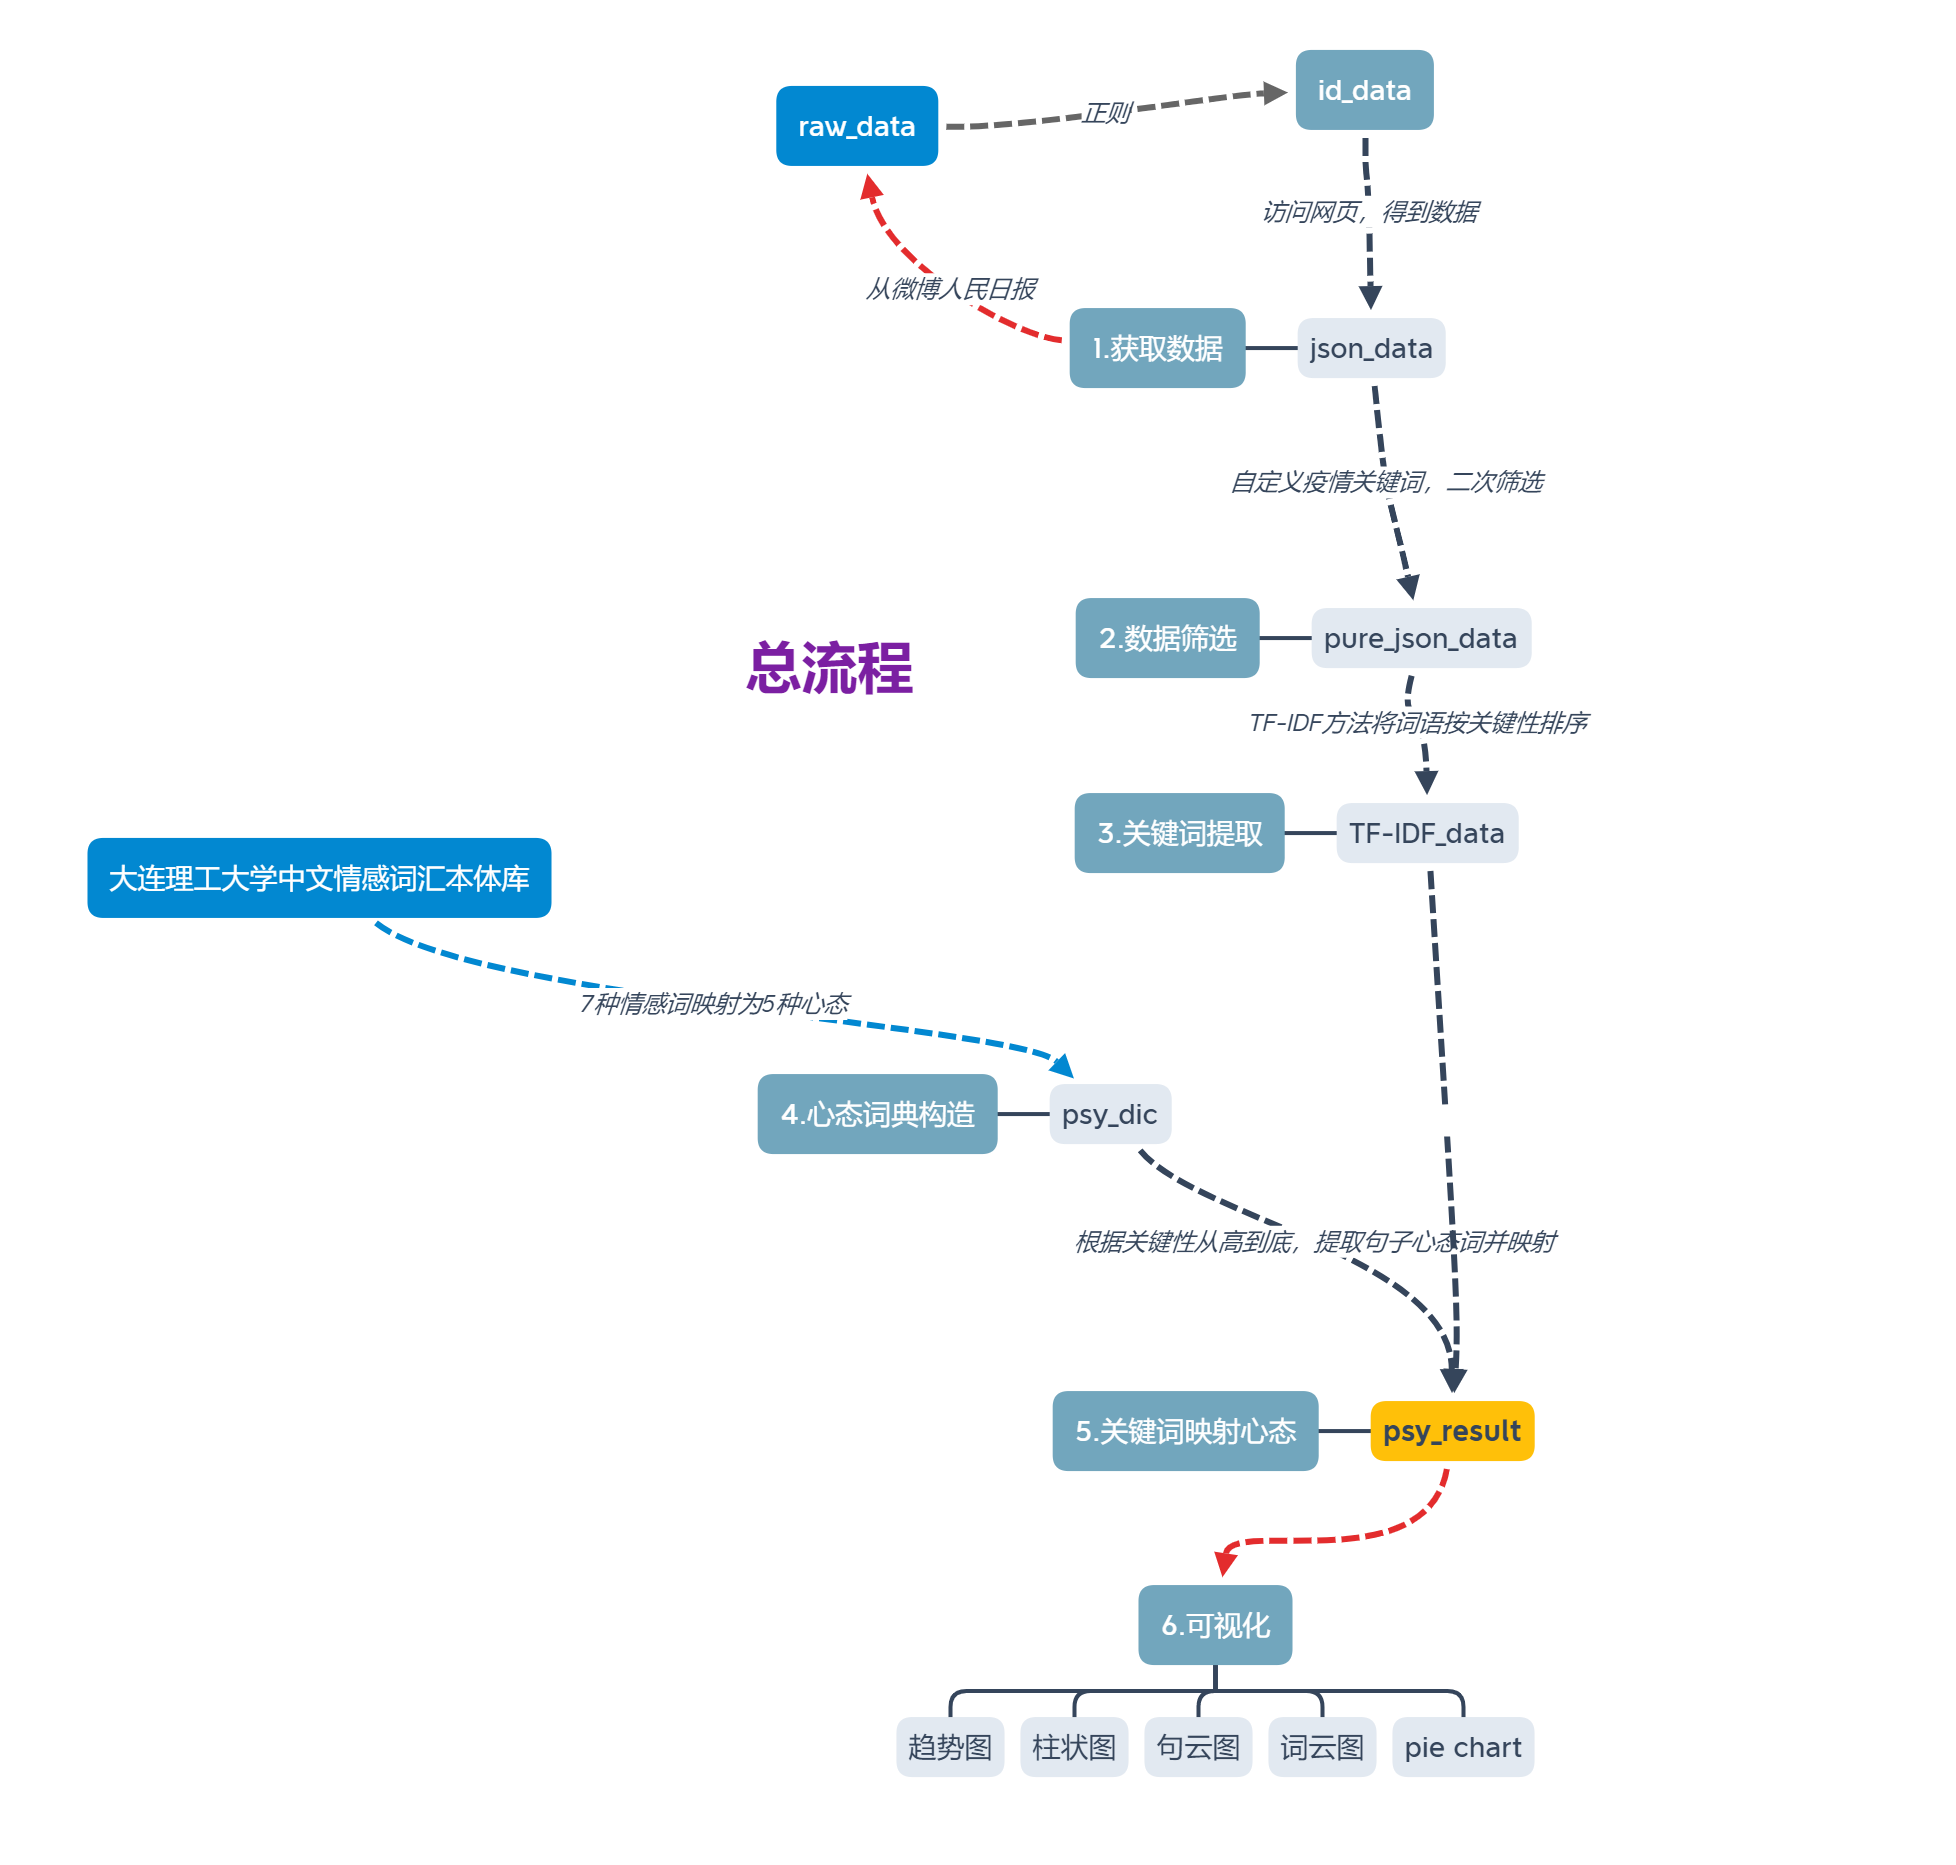 id_data
raw_data
正则
访问网页，得到数据
从微博人民日报
1.获取数据
json_data
自定义疫情关键词，二次筛选
2.数据筛选
pure_json_data
总流程
TF-IDF方法将词语按关键性排序
3.关键词提取
TF-IDF_data
大连理工大学中文情感词汇本体库
7种情感词映射为5种心态
4.心态词典构造
psy_dic
根据关键性从高到底，提取句子心态词并映射
5.关键词映射心态
psy_result
6.可视化
趋势图
柱状图
句云图
词云图
pie chart